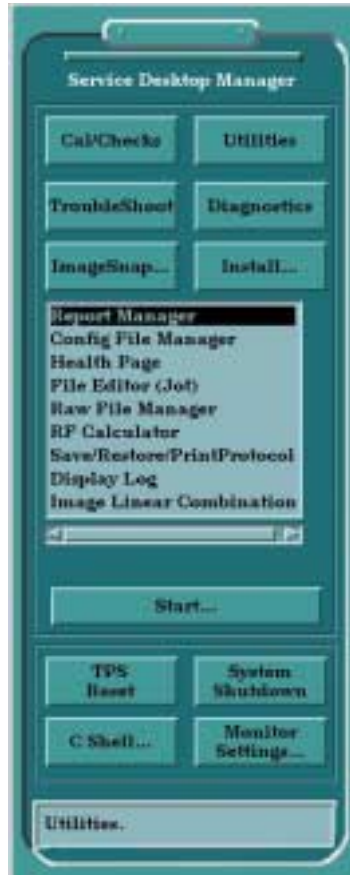 Service Desktop Manager
Cal/Checks
Utilities
TroubleShoot
Diagnostics
ImageSnap...
Install...
Report Manager
Config File Manager
Health Page
File Editor (Jot)
Raw File Manager
RF Calculator
Save/Restore/PrintProtocol
Display Log
Image Linear Combination
Start...
TPS
Reset
System
Shutdown
C Shell...
Monitor
Settings...
Utilities.